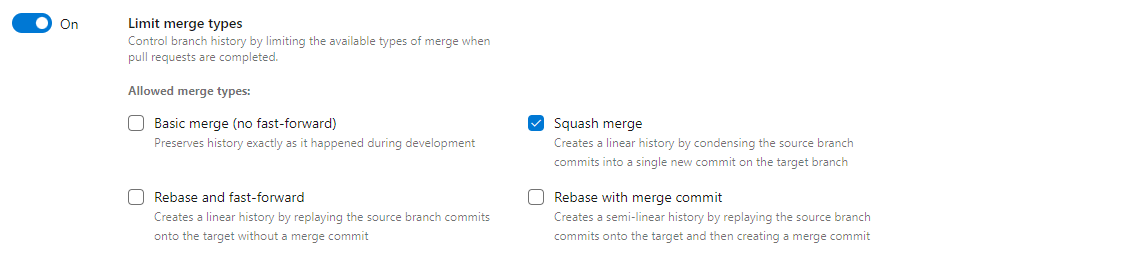 On
Limit merge types
Control branch history by limiting the available types of merge when
pull requests are completed.
Allowed merge types:
Basic merge (no fast-forward)
Preserves history exactly as it happened during development
Squash merge
Creates a linear history by condensing the source branch
commits into a single new commit on the target branch
Rebase and fast-forward
Creates a linear history by replaying the source branch commits
onto the target without a merge commit
Rebase with merge commit
Creates a semi-linear history by replaying the source branch
commits onto the target and then creating a merge commit